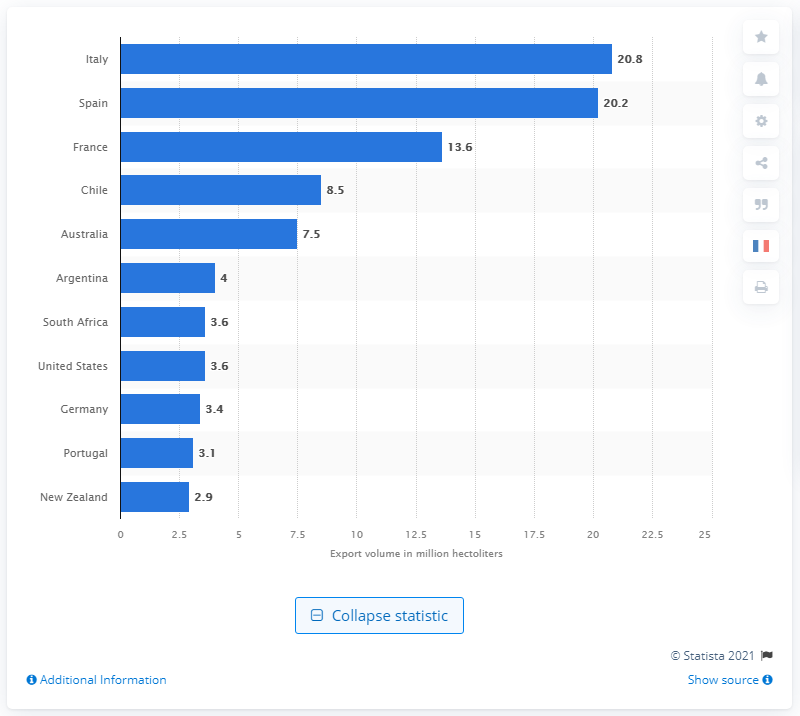 Italy 20.8
Spain 20.2
France 13.6
Chile 8.5
Australia 7.5
Argentina 4
South Africa 3.6
United States 3.6
Germany 3.4
Portugal 3.1
New Zealand 2.9
0 2.5 5 7.5 10 12.5 15 17.5 20 22.5 25
Export volume in million hectoliters
Collapse statistic
© Statista 2021
Additional Information Show source